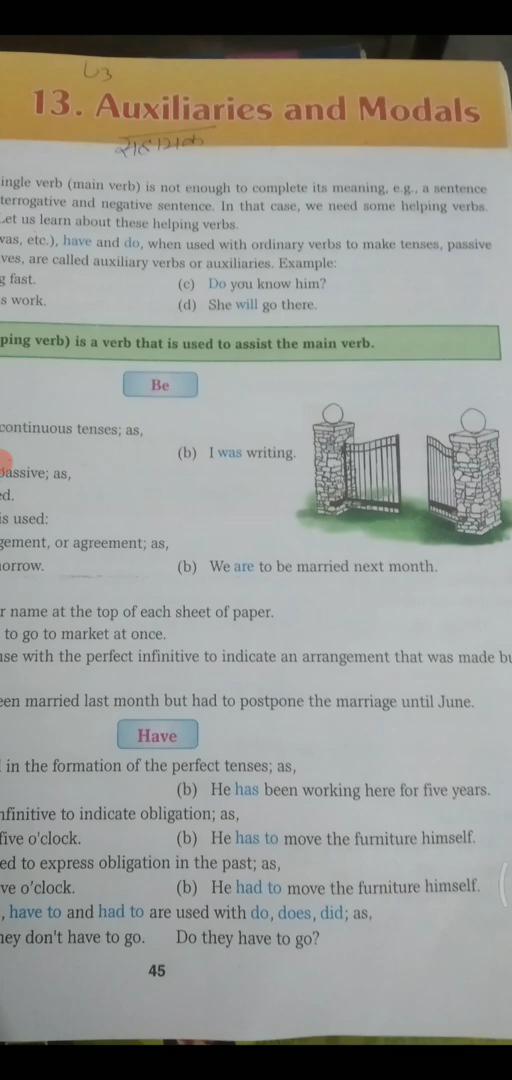 63
13. Auxiliaries and Modals
सहायक
ingle verb (main verb) is not enough to complete its meaning, e.g., a sentence
terrogative and negative sentence. In that case, we need some helping verbs.
Let us learn about these helping verbs.
was, etc.), have and do, when used with ordinary verbs to make tenses, passive
ves, are called auxiliary verbs or auxiliaries. Example:
g fast. (c) Do you know him?
s work. (d) She will go there.
ping verb) is a verb that is used to assist the main verb.
Be
continuous tenses; as,
(b) I was writing.
passive; as,
ed.
is used:
gement, or agreement; as,
orrow. (b) We are to be married next month.
r name at the top of each sheet of paper.
to go to market at once.
nse with the perfect infinitive to indicate an arrangement that was made bu
een married last month but had to postpone the marriage until June.
Have
in the formation of the perfect tenses; as,
(b) He has been working here for five years.
nfinitive to indicate obligation; as,
five o'clock. (b) He has to move the furniture himself.
ed to express obligation in the past; as,
ve o'clock. (b) He had to move the furniture himself.
, have to and had to are used with do, does, did; as,
hey don't have to go. Do they have to go?
45